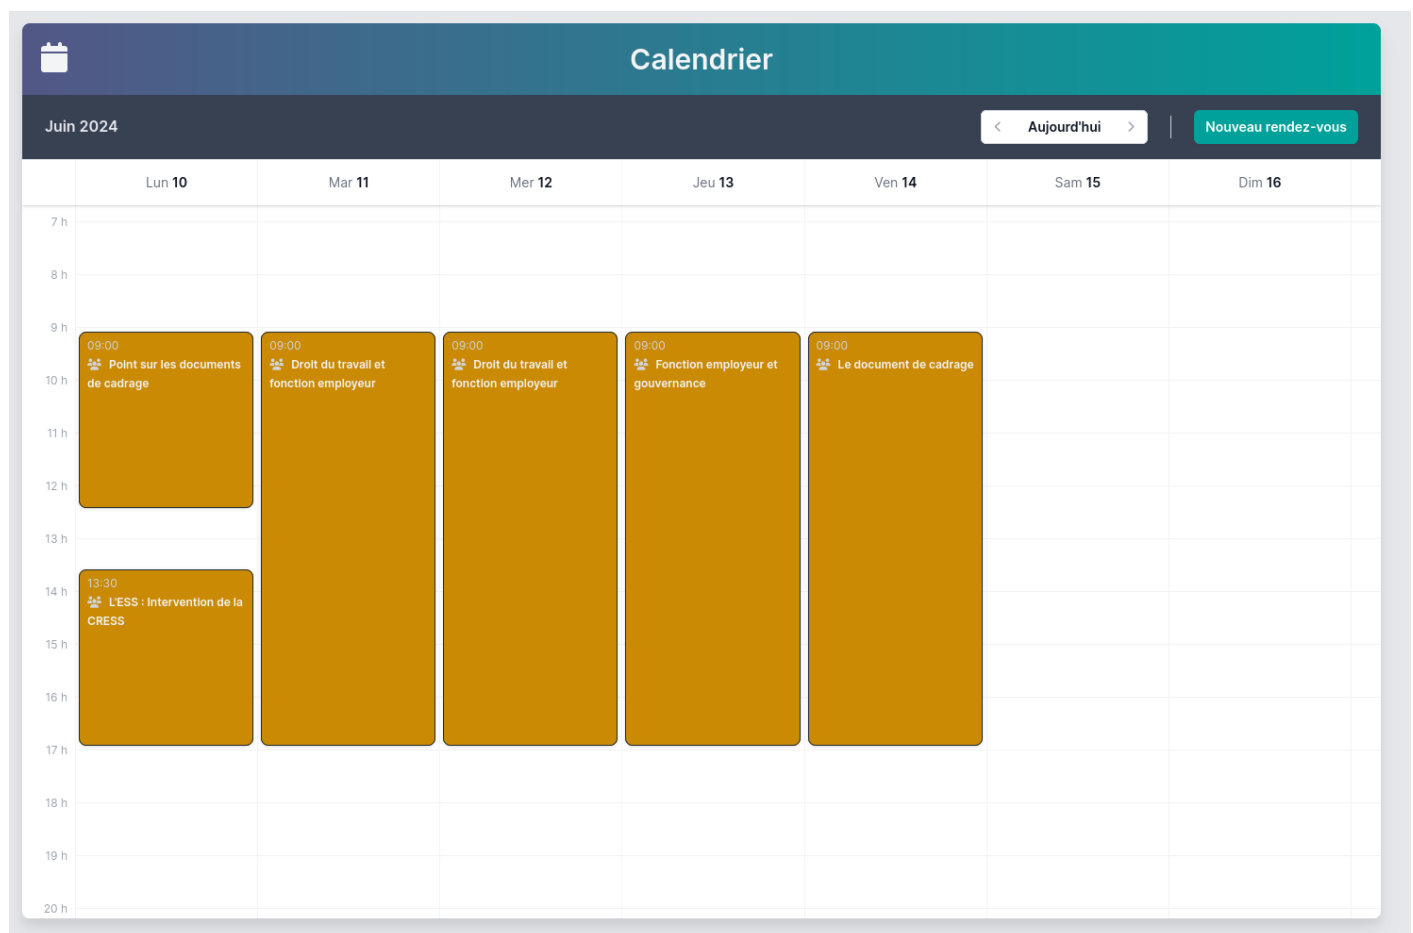 Calendrier
Juin 2024
Aujourd'hui
Nouveau rendez-vous
Lun 10
Mar 11
Mer 12
Jeu 13
Ven 14
Sam 15
Dim 16
7 h
8 h
9 h
10 h
11 h
12 h
13 h
14 h
15 h
16 h
17 h
18 h
19 h
20 h
09:00
Point sur les documents
de cadrage
13:30
L'ESS : Intervention de la
CRESS
09:00
Droit du travail et
fonction employeur
09:00
Droit du travail et
fonction employeur
09:00
Fonction employeur et
gouvernance
09:00
Le document de cadrage